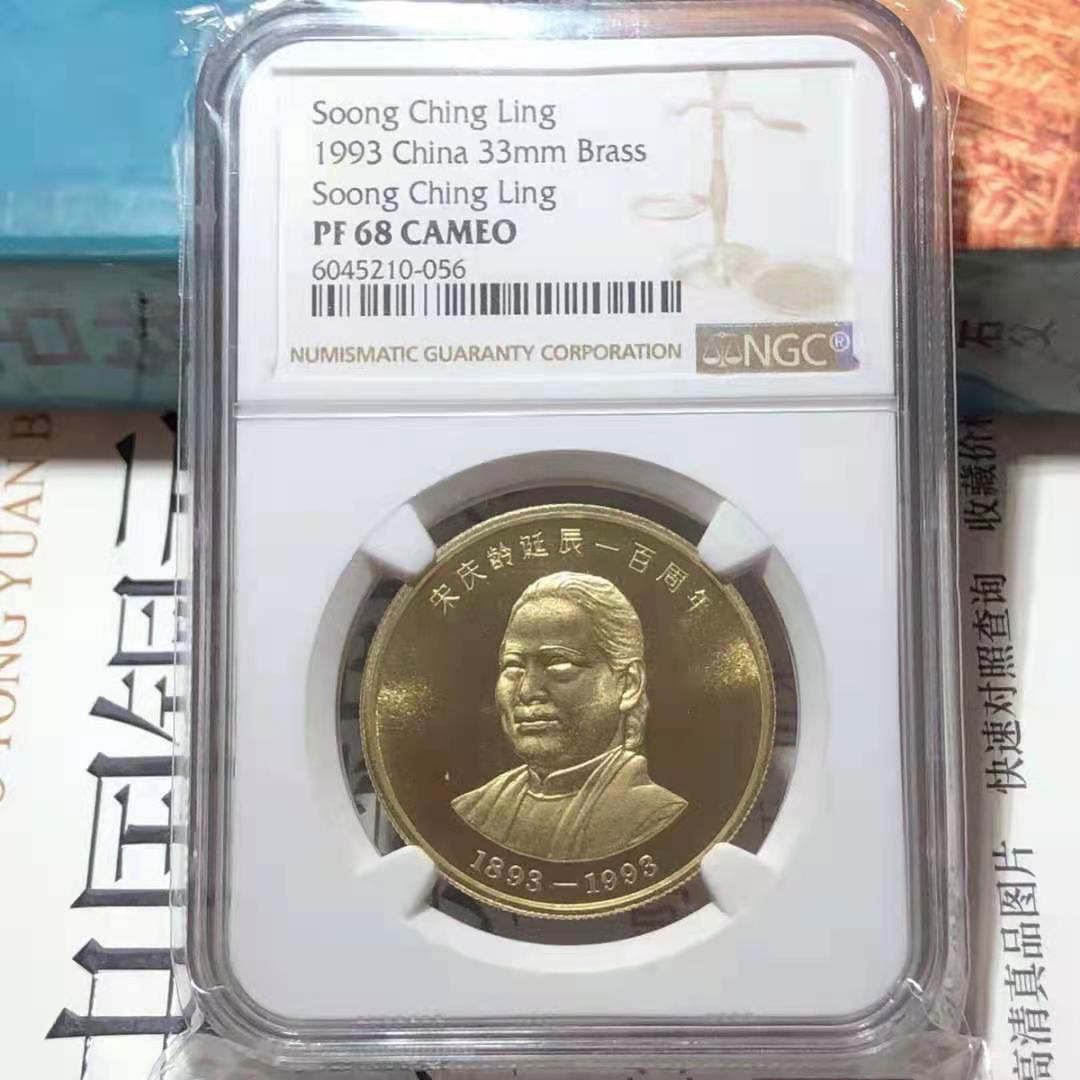 Soong Ching Ling
1993 China 33mm Brass
Soong Ching Ling
PF 68 CAMEO
6045210-056
NUMISMATIC GUARANTY CORPORATION
NGC®
宋庆龄诞辰一百周年
1893—1993
TONG YUAN B
收藏价
快速对照查询
高清真品图片